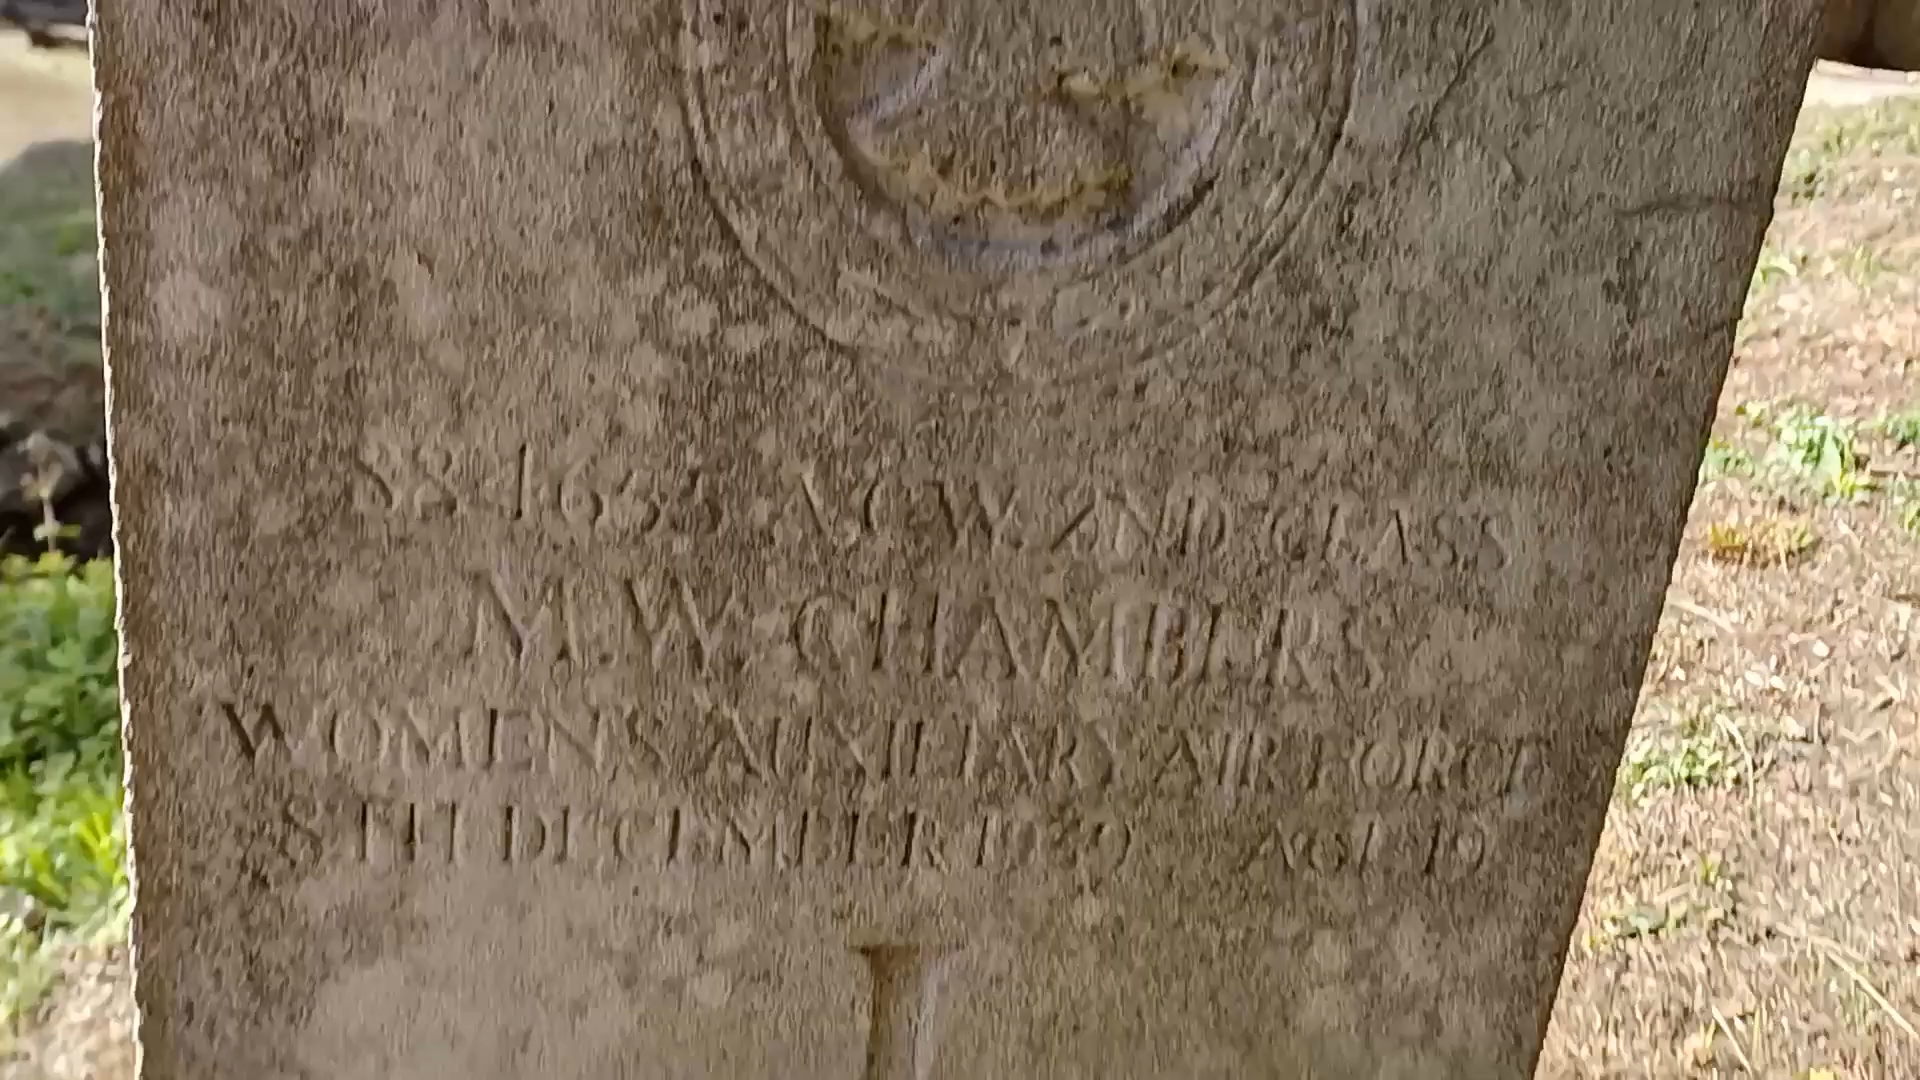 ACW. 2ND CLASS
M. W. CHAMBERS
WOMEN'S AUXILIARY AIR FORCE
DECEMBER AGE 19